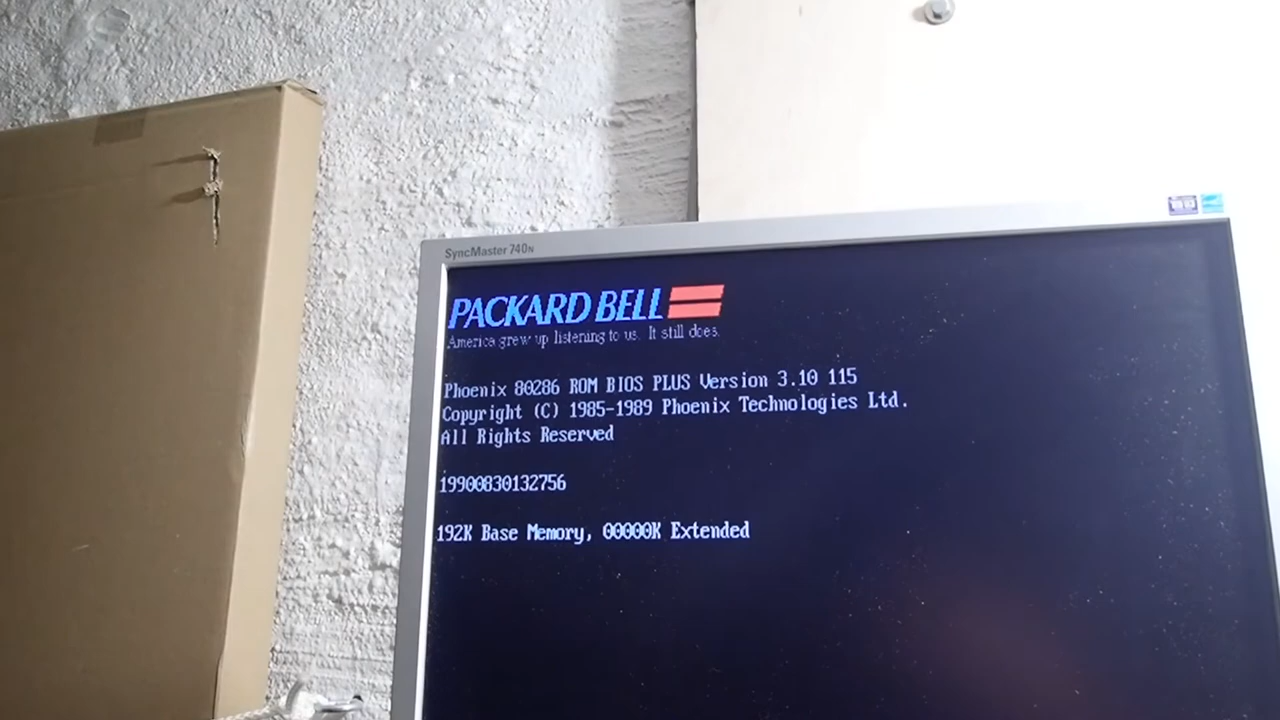 SyncMaster 740N
PACKARD BELL
America grew up listening to us. It still does.
Phoenix 80286 ROM BIOS PLUS Version 3.10 115
Copyright (C) 1985-1989 Phoenix Technologies Ltd.
All Rights Reserved
19900830132756
192K Base Memory, 00000K Extended